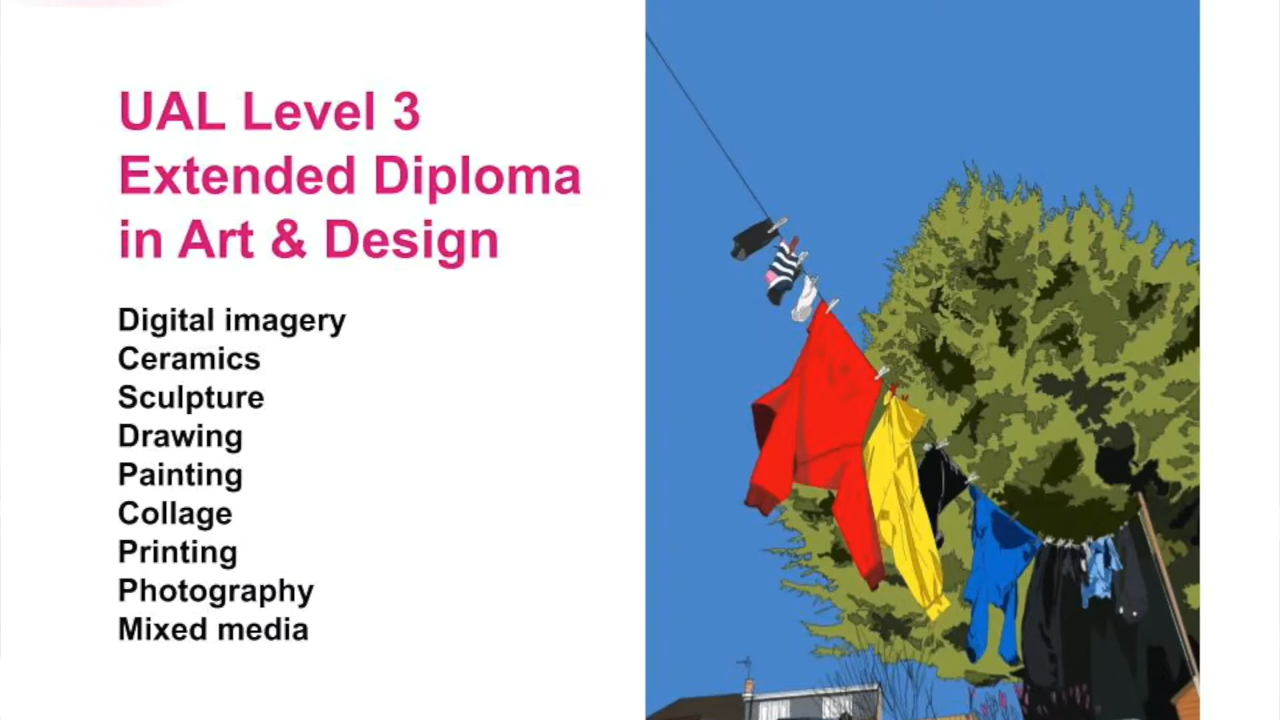 UAL Level 3
Extended Diploma
in Art & Design
Digital imagery
Ceramics
Sculpture
Drawing
Painting
Collage
Printing
Photography
Mixed media